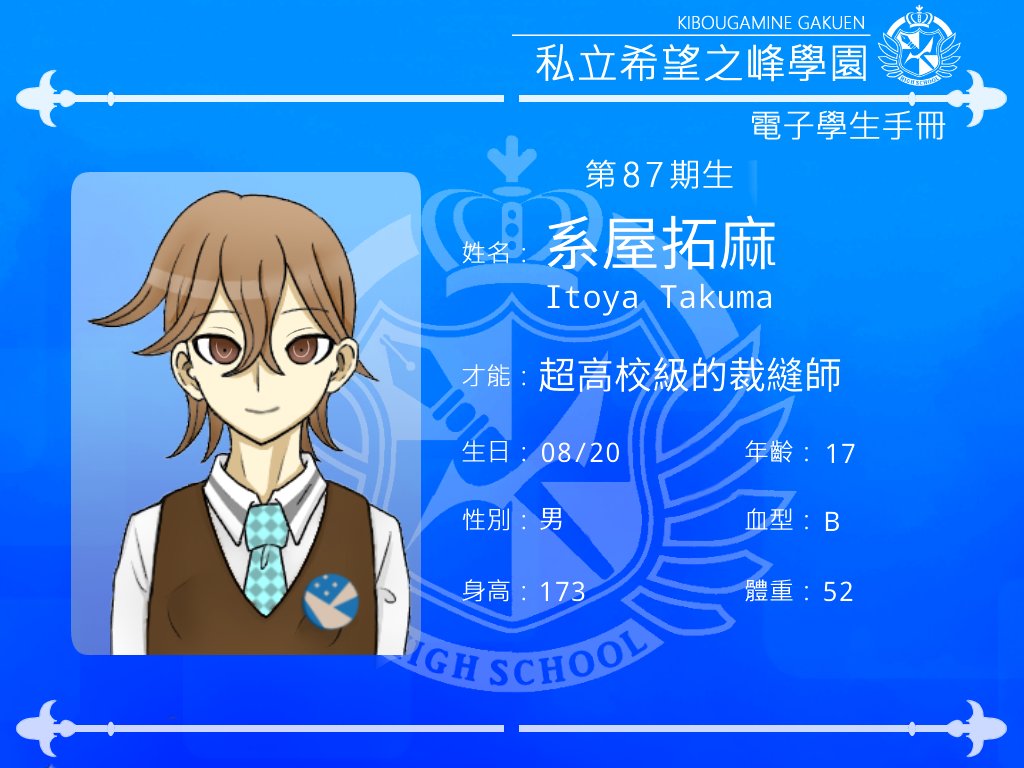 KIBOUGAMINE GAKUEN
私立希望之峰學園
HIGH SCHOOL
電子學生手冊
第87期生
姓名：系屋拓麻
Itoya Takuma
才能：超高校級的裁縫師
生日：08/20 年齡：17
性別：男 血型：B
身高：173 體重：52
HIGH SCHOOL